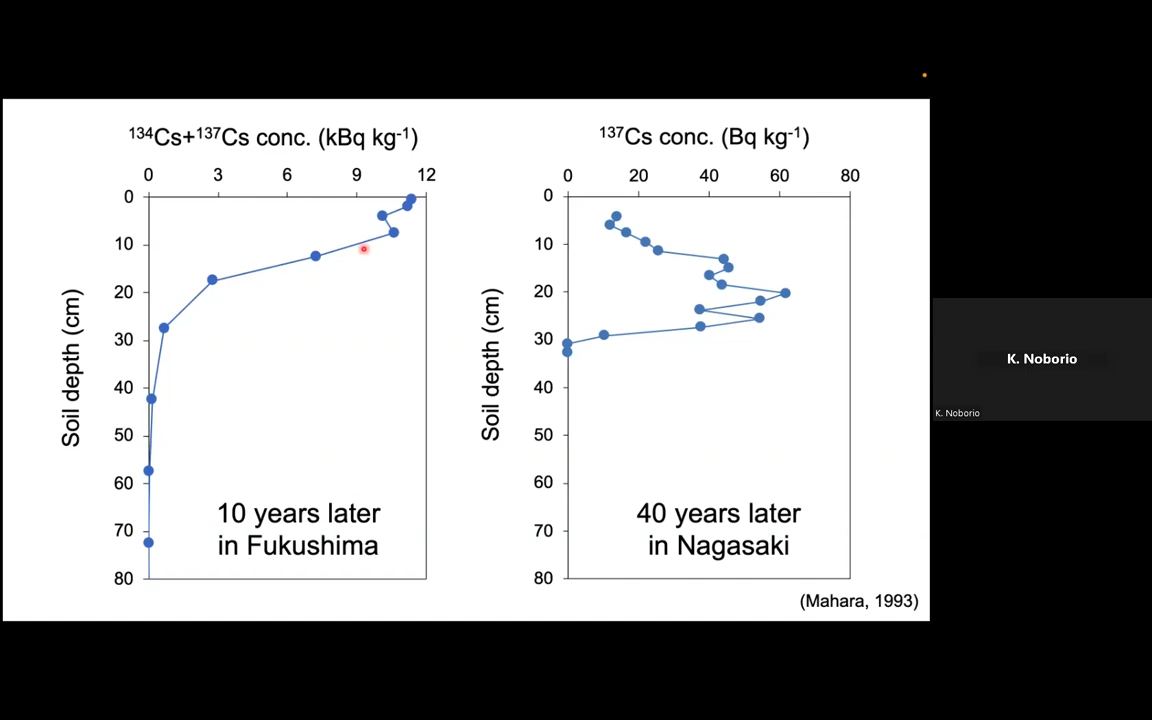 ¹³⁴Cs+¹³⁷Cs conc. (kBq kg⁻¹)
0 3 6 9 12
0
10
20
30
40
50
60
70
80
Soil depth (cm)
10 years later
in Fukushima
¹³⁷Cs conc. (Bq kg⁻¹)
0 20 40 60 80
0
10
20
30
40
50
60
70
80
Soil depth (cm)
40 years later
in Nagasaki
(Mahara, 1993)
K. Noborio
K. Noborio